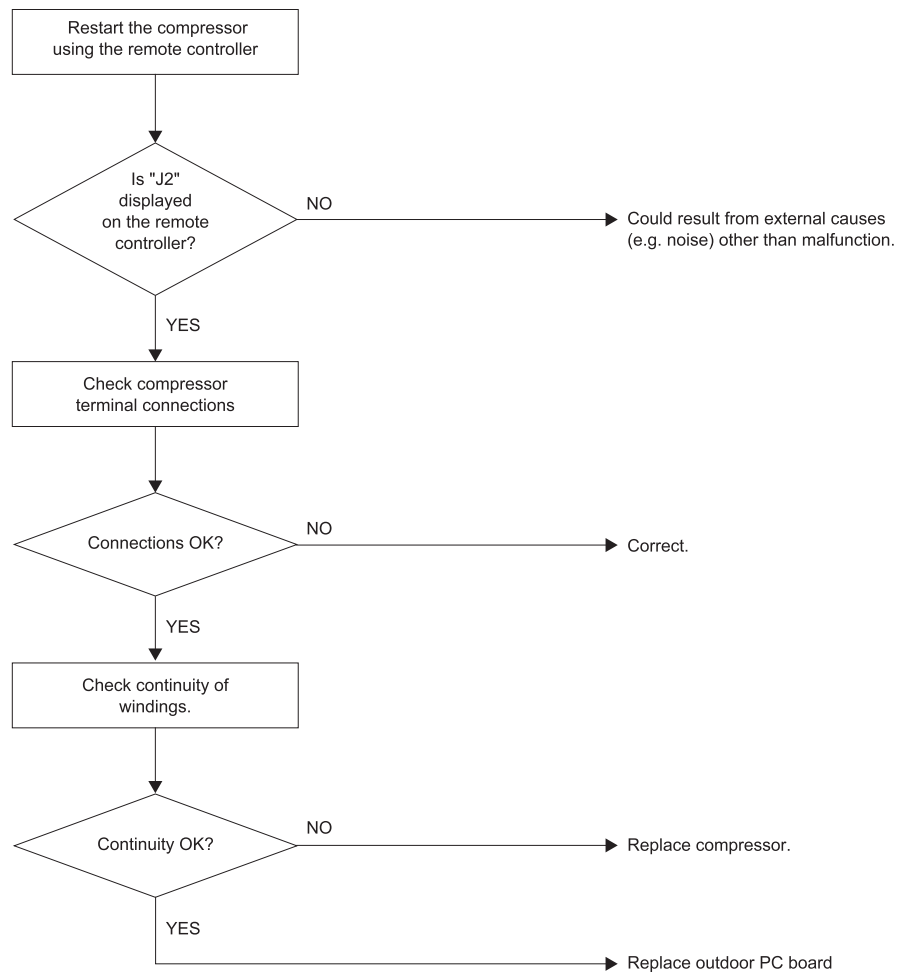 Restart the compressor
using the remote controller
Is "J2"
displayed
on the remote
controller?
NO
Could result from external causes
(e.g. noise) other than malfunction.
YES
Check compressor
terminal connections
Connections OK?
NO
Correct.
YES
Check continuity of
windings.
Continuity OK?
NO
Replace compressor.
YES
Replace outdoor PC board